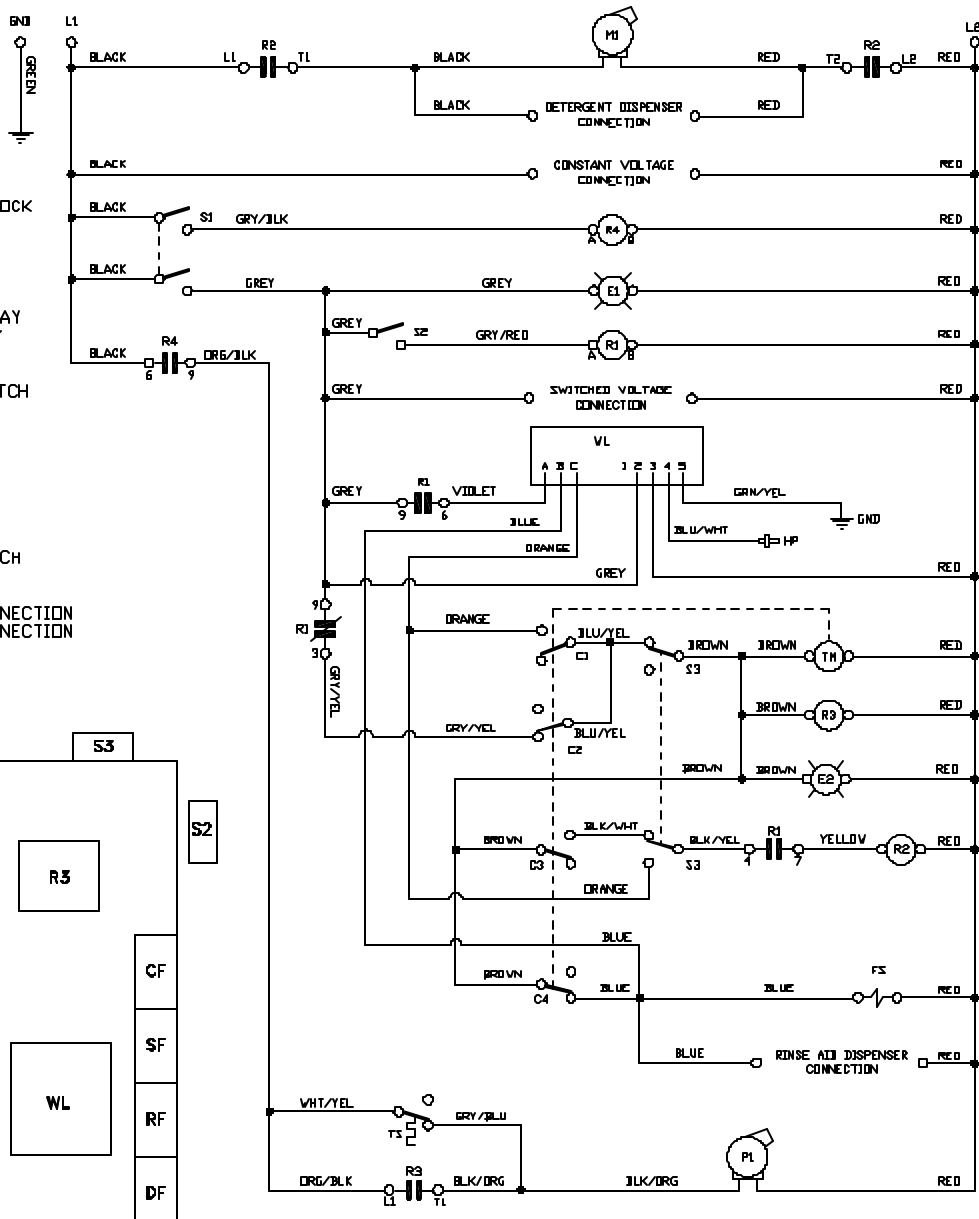 GND
L1
L2
GREEN
BLACK
L1
R2
T1
BLACK
M1
RED
T2
R2
L2
RED
BLACK
DETERGENT DISPENSER
CONNECTION
RED
BLACK
CONSTANT VOLTAGE
CONNECTION
RED
OCK
BLACK
S1
GRY/BLK
A
R4
B
RED
BLACK
GREY
GREY
E1
RED
AY
GREY
S2
GRY/RED
A
R1
B
RED
BLACK
R4
6
9
ORG/BLK
TCH
GREY
SWITCHED VOLTAGE
CONNECTION
RED
WL
A B C 1 2 3 4 5
GREY
R1
9
6
VIOLET
GRN/YEL
GND
BLUE
BLU/WHT
HP
ORANGE
CH
GREY
RED
NECTION
NECTION
9
R3
3
GRY/YEL
ORANGE
BLU/YEL
C1
S3
BROWN
BROWN
TM
RED
BROWN
R3
RED
GRY/YEL
BLU/YEL
C2
S3
BROWN
BROWN
E2
RED
S2
BLK/WHT
BROWN
C3
S3
BLK/YEL
4
R1
7
YELLOW
R2
RED
R3
ORANGE
BLUE
CF
BROWN
C4
BLUE
BLUE
FS
RED
SF
BLUE
RINSE AID DISPENSER
CONNECTION
RED
WL
RF
WHT/YEL
TS
GRY/BLU
P1
DF
ORG/BLK
L1
R3
T1
BLK/ORG
BLK/ORG
RED